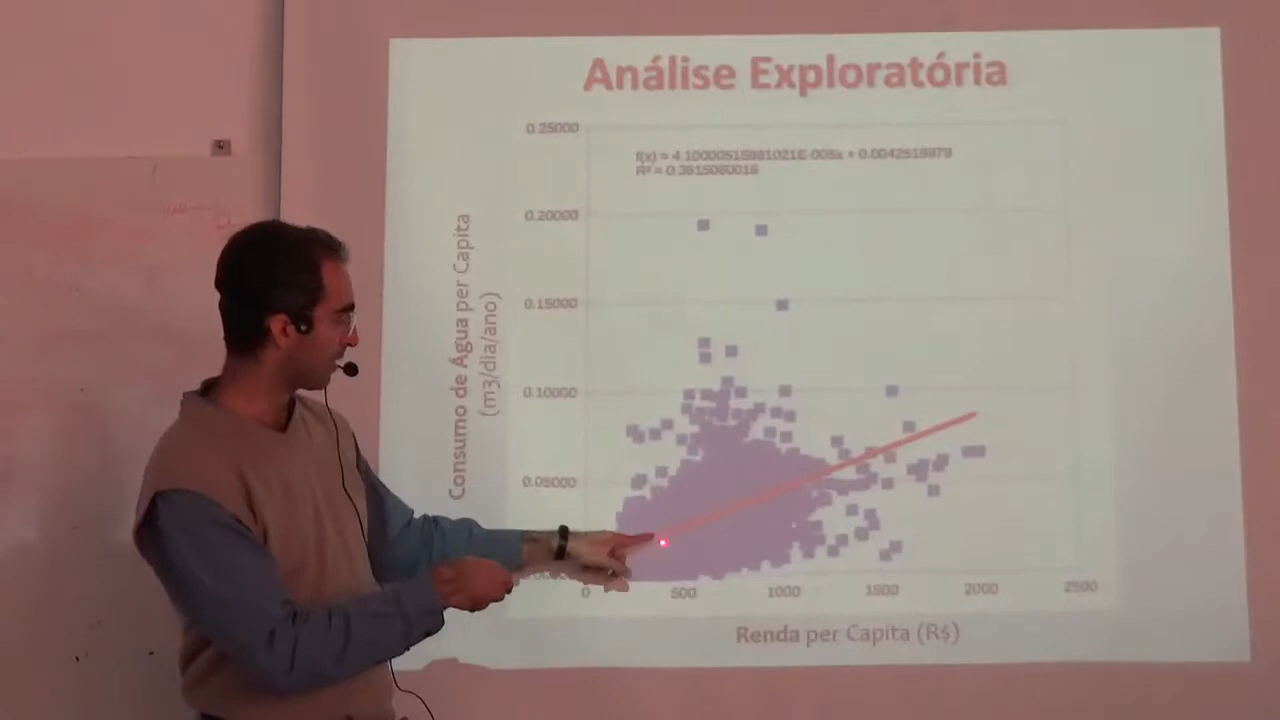 Análise Exploratória
0.25000
f(x) = 4.10000515991021E-005x + 0.0042519979
R² = 0.3815080016
0.20000
Consumo de Água per Capita
(m3/dia/ano)
0.15000
0.10000
0.05000
0 500 1000 1500 2000 2500
Renda per Capita (R$)